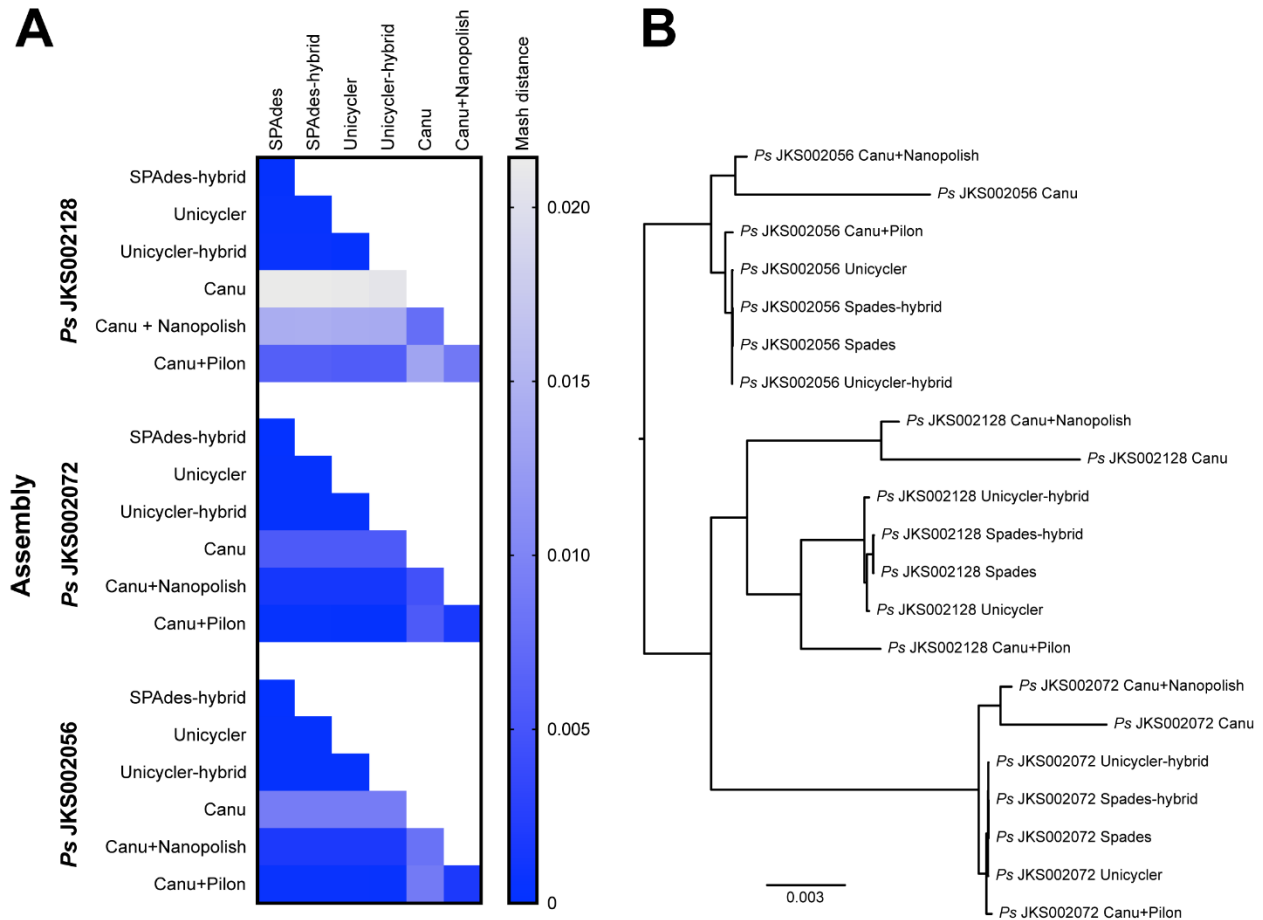 A
B
SPAdes
SPAdes-hybrid
Unicycler
Unicycler-hybrid
Canu
Canu+Nanopolish
Mash distance
Assembly
Ps JKS002128
SPAdes-hybrid
Unicycler
Unicycler-hybrid
Canu
Canu + Nanopolish
Canu+Pilon
Ps JKS002072
SPAdes-hybrid
Unicycler
Unicycler-hybrid
Canu
Canu+Nanopolish
Canu+Pilon
Ps JKS002056
SPAdes-hybrid
Unicycler
Unicycler-hybrid
Canu
Canu+Nanopolish
Canu+Pilon
0.020
0.015
0.010
0.005
0
Ps JKS002056 Canu+Nanopolish
Ps JKS002056 Canu
Ps JKS002056 Canu+Pilon
Ps JKS002056 Unicycler
Ps JKS002056 Spades-hybrid
Ps JKS002056 Spades
Ps JKS002056 Unicycler-hybrid
Ps JKS002128 Canu+Nanopolish
Ps JKS002128 Canu
Ps JKS002128 Unicycler-hybrid
Ps JKS002128 Spades-hybrid
Ps JKS002128 Spades
Ps JKS002128 Unicycler
Ps JKS002128 Canu+Pilon
Ps JKS002072 Canu+Nanopolish
Ps JKS002072 Canu
Ps JKS002072 Unicycler-hybrid
Ps JKS002072 Spades-hybrid
Ps JKS002072 Spades
Ps JKS002072 Unicycler
Ps JKS002072 Canu+Pilon
0.003